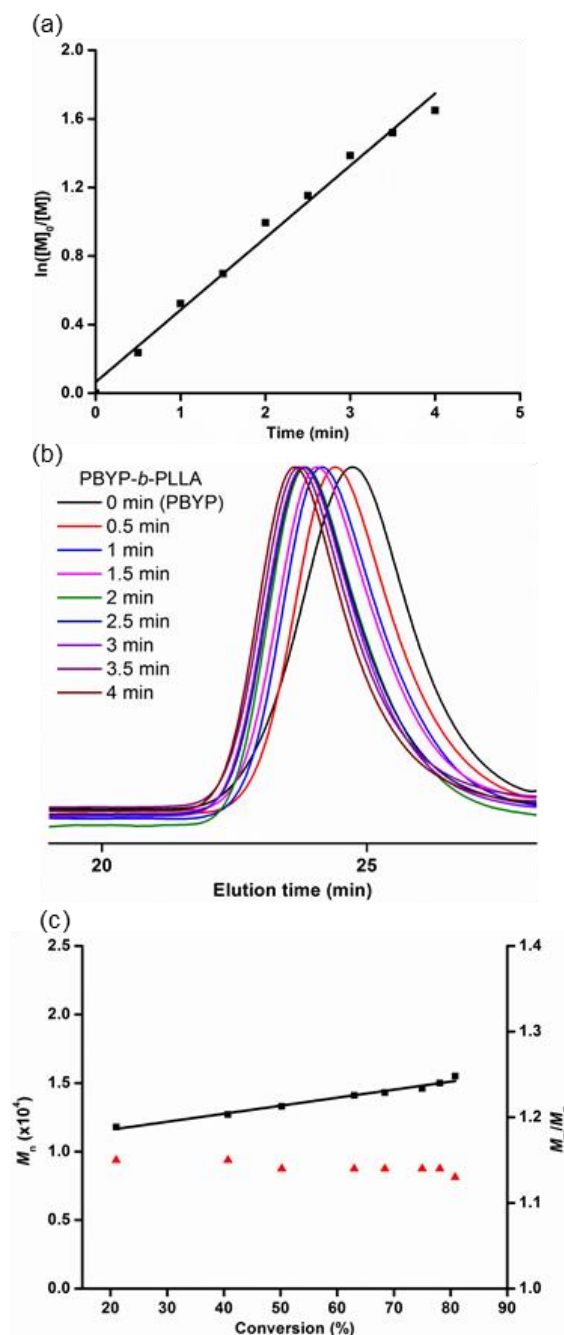 (a)
2.0
1.6
1.2
0.8
0.4
0.0
ln([M]₀/[M])
0 1 2 3 4 5
Time (min)
(b)
PBYP-b-PLLA
0 min (PBYP)
0.5 min
1 min
1.5 min
2 min
2.5 min
3 min
3.5 min
4 min
20 25
Elution time (min)
(c)
2.5
2.0
1.5
1.0
0.5
0.0
Mn (x10⁴)
1.4
1.3
1.2
1.1
1.0
20 30 40 50 60 70 80 90
Conversion (%)